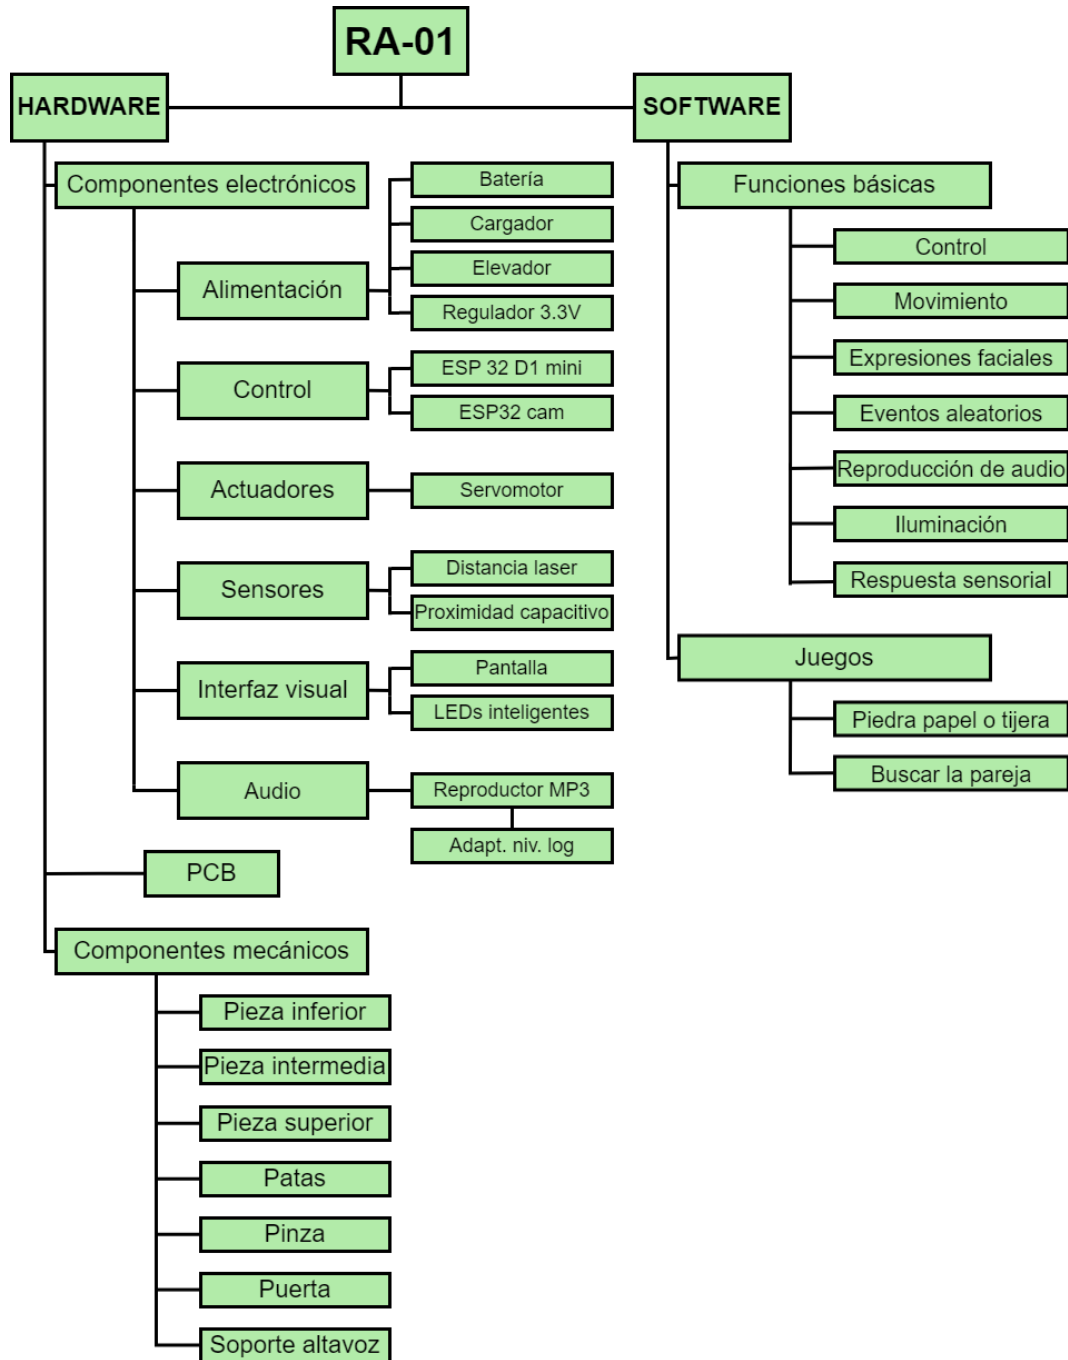 RA-01
HARDWARE
SOFTWARE
Componentes electrónicos
Alimentación
Batería
Cargador
Elevador
Regulador 3.3V
Control
ESP 32 D1 mini
ESP32 cam
Actuadores
Servomotor
Sensores
Distancia laser
Proximidad capacitivo
Interfaz visual
Pantalla
LEDs inteligentes
Audio
Reproductor MP3
Adapt. niv. log
PCB
Componentes mecánicos
Pieza inferior
Pieza intermedia
Pieza superior
Patas
Pinza
Puerta
Soporte altavoz
Funciones básicas
Control
Movimiento
Expresiones faciales
Eventos aleatorios
Reproducción de audio
Iluminación
Respuesta sensorial
Juegos
Piedra papel o tijera
Buscar la pareja